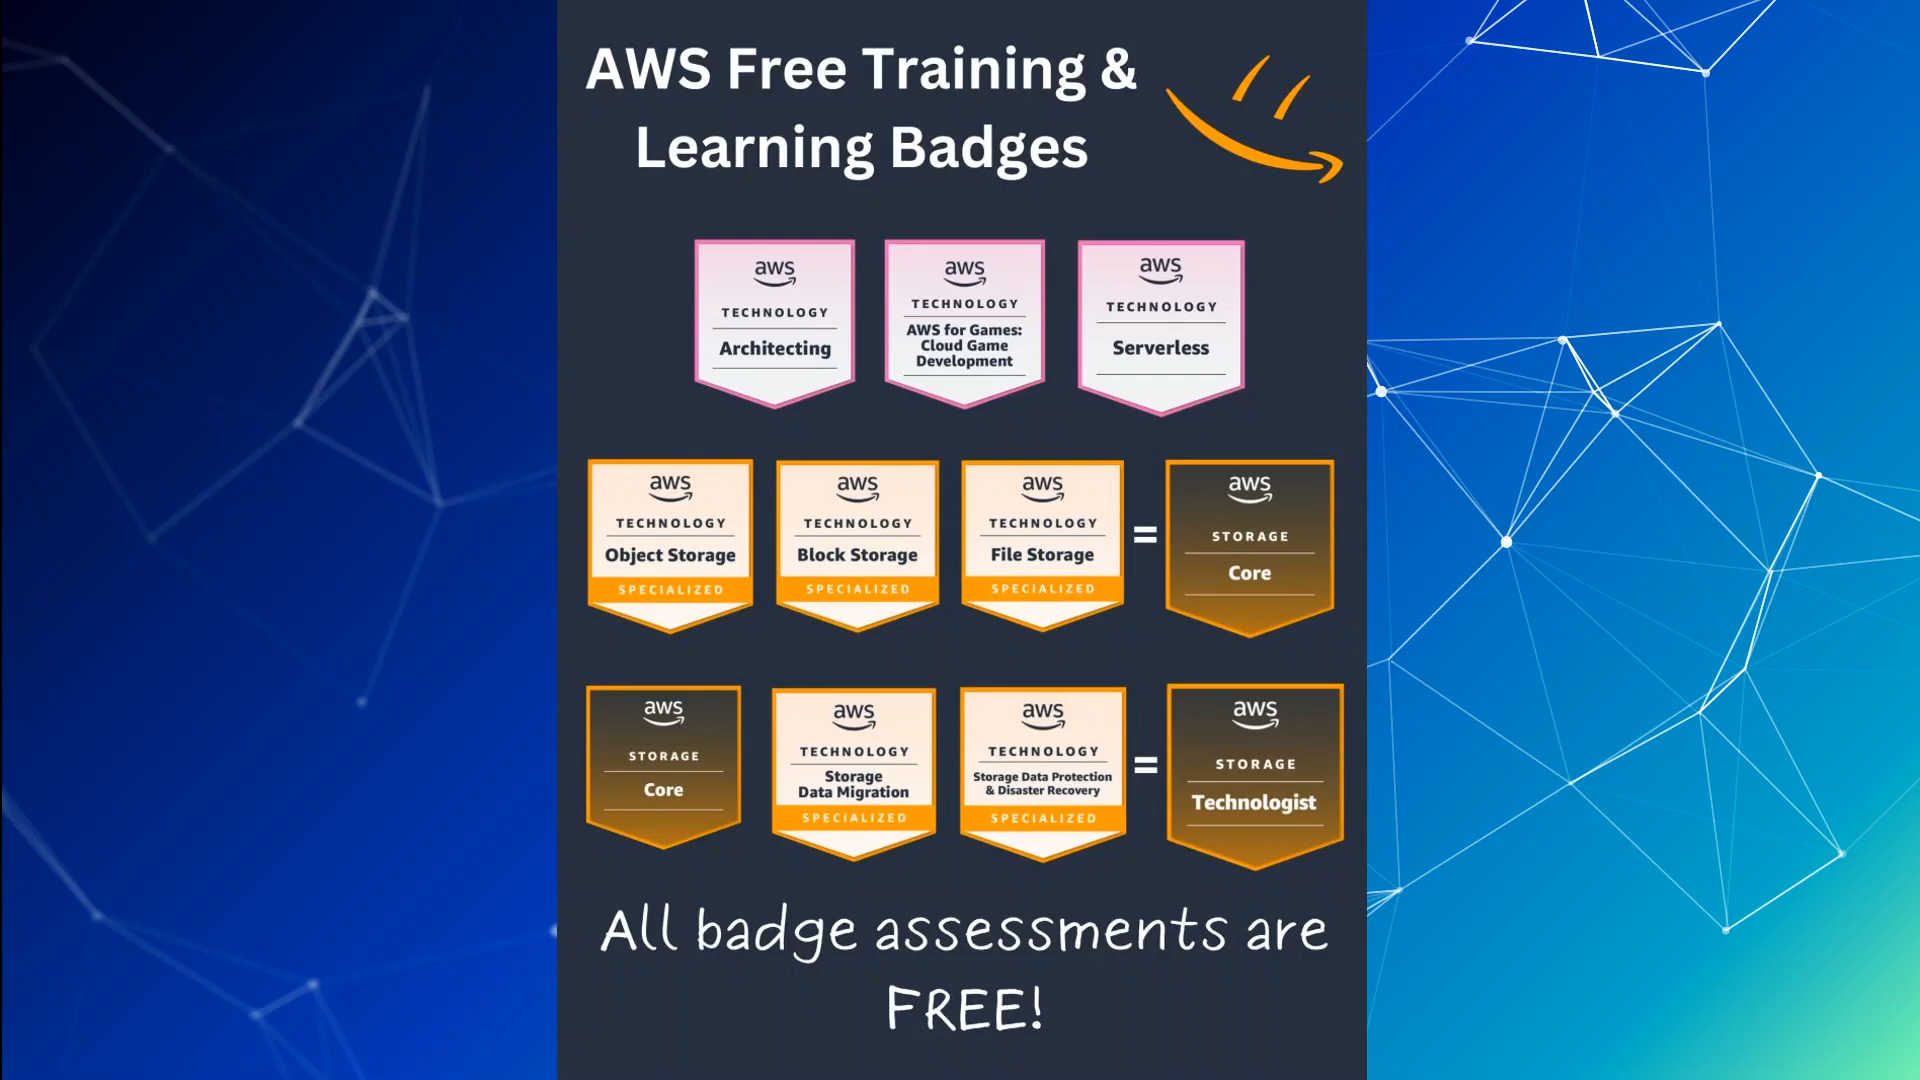 AWS Free Training &
Learning Badges
aws
TECHNOLOGY
Architecting
aws
TECHNOLOGY
AWS for Games:
Cloud Game
Development
aws
TECHNOLOGY
Serverless
aws
TECHNOLOGY
Object Storage
SPECIALIZED
aws
TECHNOLOGY
Block Storage
SPECIALIZED
aws
TECHNOLOGY
File Storage
SPECIALIZED
=
aws
STORAGE
Core
aws
STORAGE
Core
aws
TECHNOLOGY
Storage
Data Migration
SPECIALIZED
aws
TECHNOLOGY
Storage Data Protection
& Disaster Recovery
SPECIALIZED
=
aws
STORAGE
Technologist
All badge assessments are
FREE!